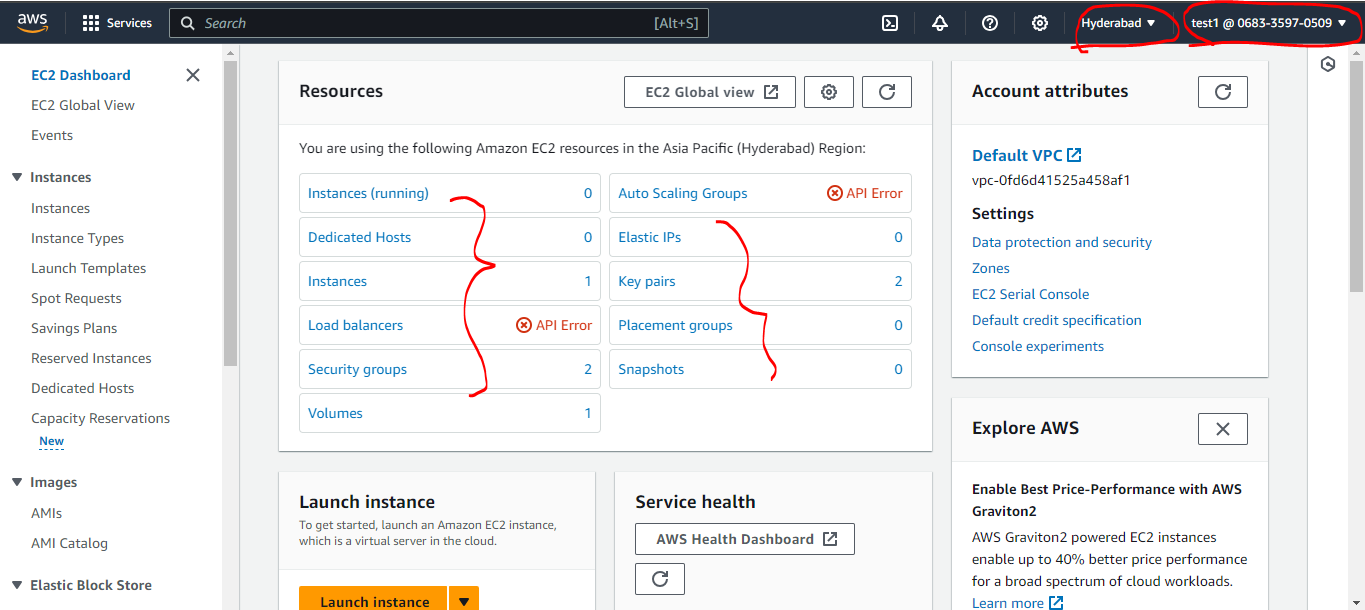 aws
Services
Search
[Alt+S]
Hyderabad
test1 @ 0683-3597-0509
EC2 Dashboard
EC2 Global View
Events
Instances
Instances
Instance Types
Launch Templates
Spot Requests
Savings Plans
Reserved Instances
Dedicated Hosts
Capacity Reservations
New
Images
AMIs
AMI Catalog
Elastic Block Store
Resources
EC2 Global view
You are using the following Amazon EC2 resources in the Asia Pacific (Hyderabad) Region:
Instances (running) 0
Auto Scaling Groups API Error
Dedicated Hosts 0
Elastic IPs 0
Instances 1
Key pairs 2
Load balancers API Error
Placement groups 0
Security groups 2
Snapshots 0
Volumes 1
Launch instance
To get started, launch an Amazon EC2 instance,
which is a virtual server in the cloud.
Launch instance
Service health
AWS Health Dashboard
Account attributes
Default VPC
vpc-0fd6d41525a458af1
Settings
Data protection and security
Zones
EC2 Serial Console
Default credit specification
Console experiments
Explore AWS
Enable Best Price-Performance with AWS
Graviton2
AWS Graviton2 powered EC2 instances
enable up to 40% better price performance
for a broad spectrum of cloud workloads.
Learn more